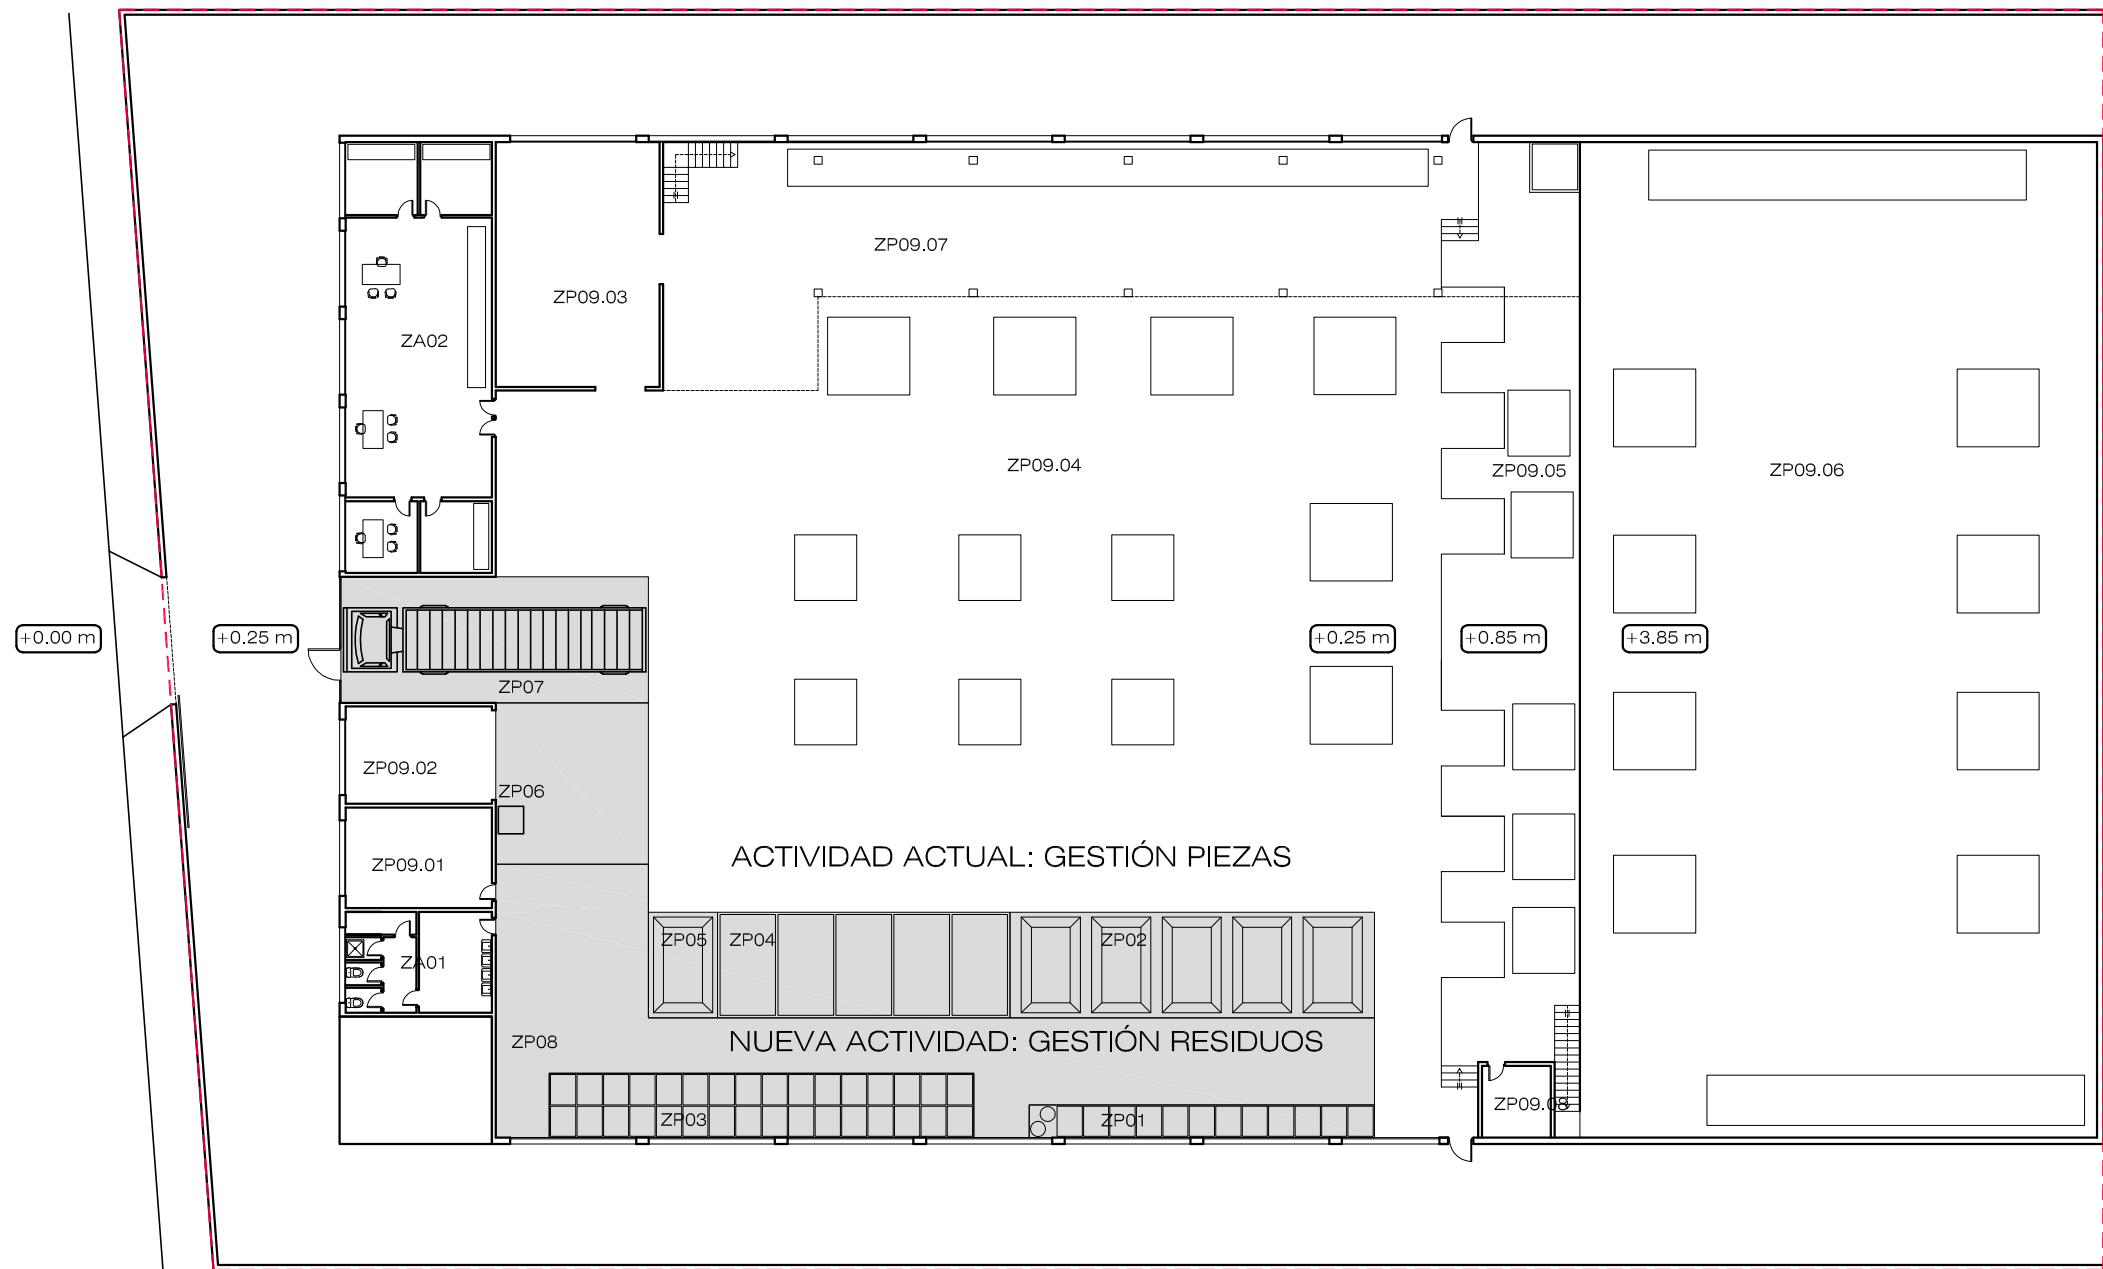 ZP09.07
ZP09.03
ZA02
ZP09.04
ZP09.05
ZP09.06
+0.00 m
+0.25 m
+0.25 m
+0.85 m
+3.85 m
ZP07
ZP09.02
ZP06
ACTIVIDAD ACTUAL: GESTIÓN PIEZAS
ZP09.01
ZP05
ZP04
ZP02
ZA01
ZP08
NUEVA ACTIVIDAD: GESTIÓN RESIDUOS
ZP09.08
ZP03
ZP01